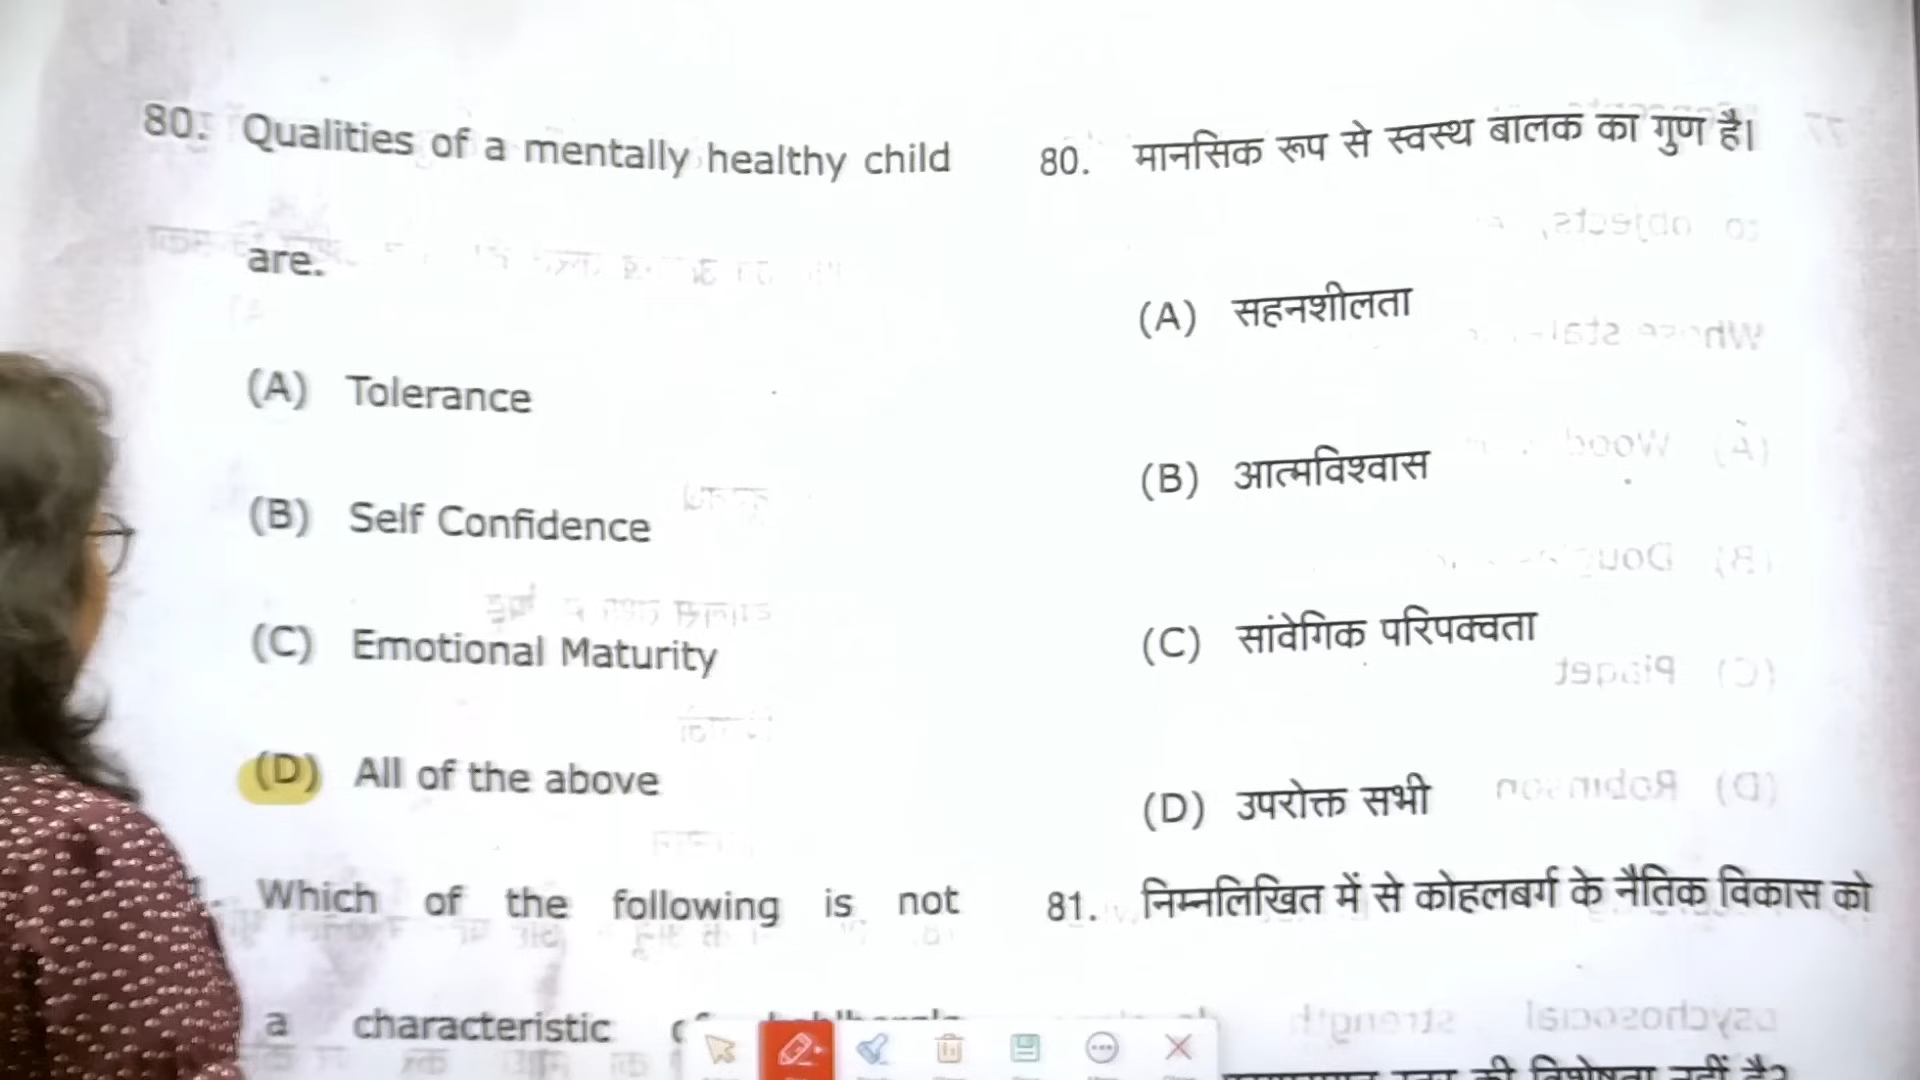 80. Qualities of a mentally healthy child
are.
(A) Tolerance
(B) Self Confidence
(C) Emotional Maturity
(D) All of the above
Which of the following is not
a characteristic
80. मानसिक रूप से स्वस्थ बालक का गुण है।
(A) सहनशीलता
(B) आत्मविश्वास
(C) सांवेगिक परिपक्वता
(D) उपरोक्त सभी
81. निम्नलिखित में से कोहलबर्ग के नैतिक विकास को
की विशेषता नहीं है?